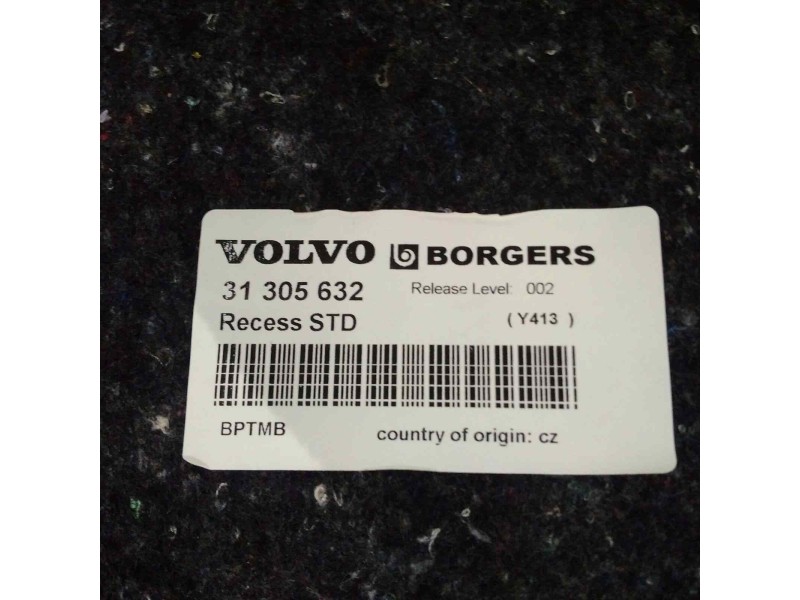 VOLVO BORGERS
31 305 632 Release Level: 002
Recess STD (Y413 )
BPTMB country of origin: cz